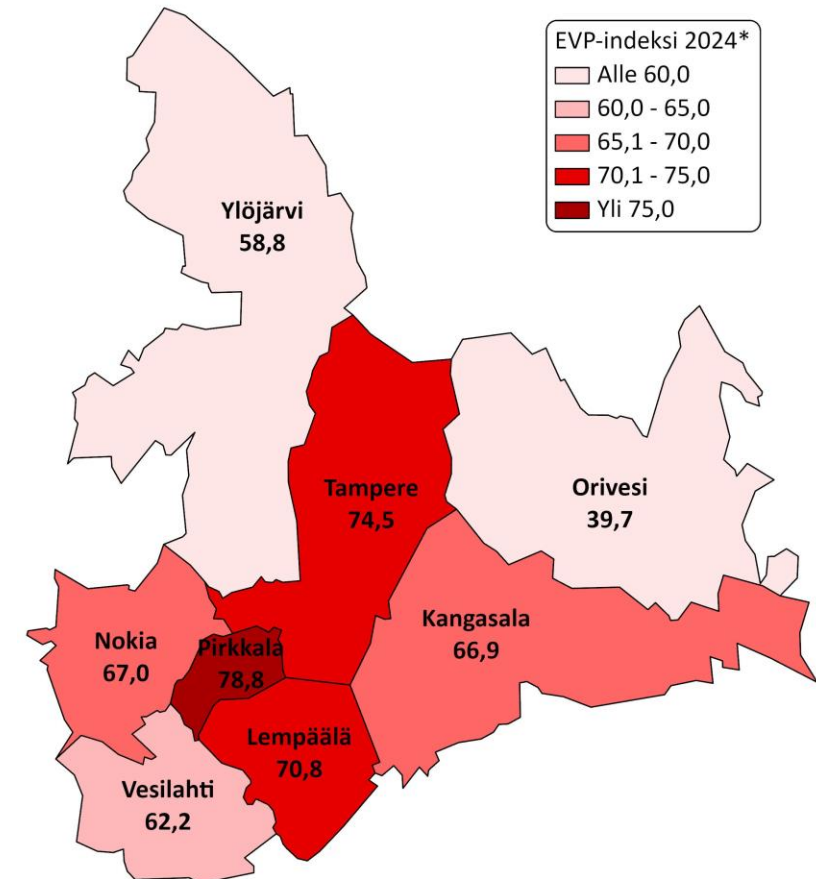 EVP-indeksi 2024*
Alle 60,0
60,0 - 65,0
65,1 - 70,0
70,1 - 75,0
Yli 75,0
Ylöjärvi
58,8
Tampere
74,5
Orivesi
39,7
Kangasala
66,9
Nokia
67,0
Pirkkala
78,8
Lempäälä
70,8
Vesilahti
62,2